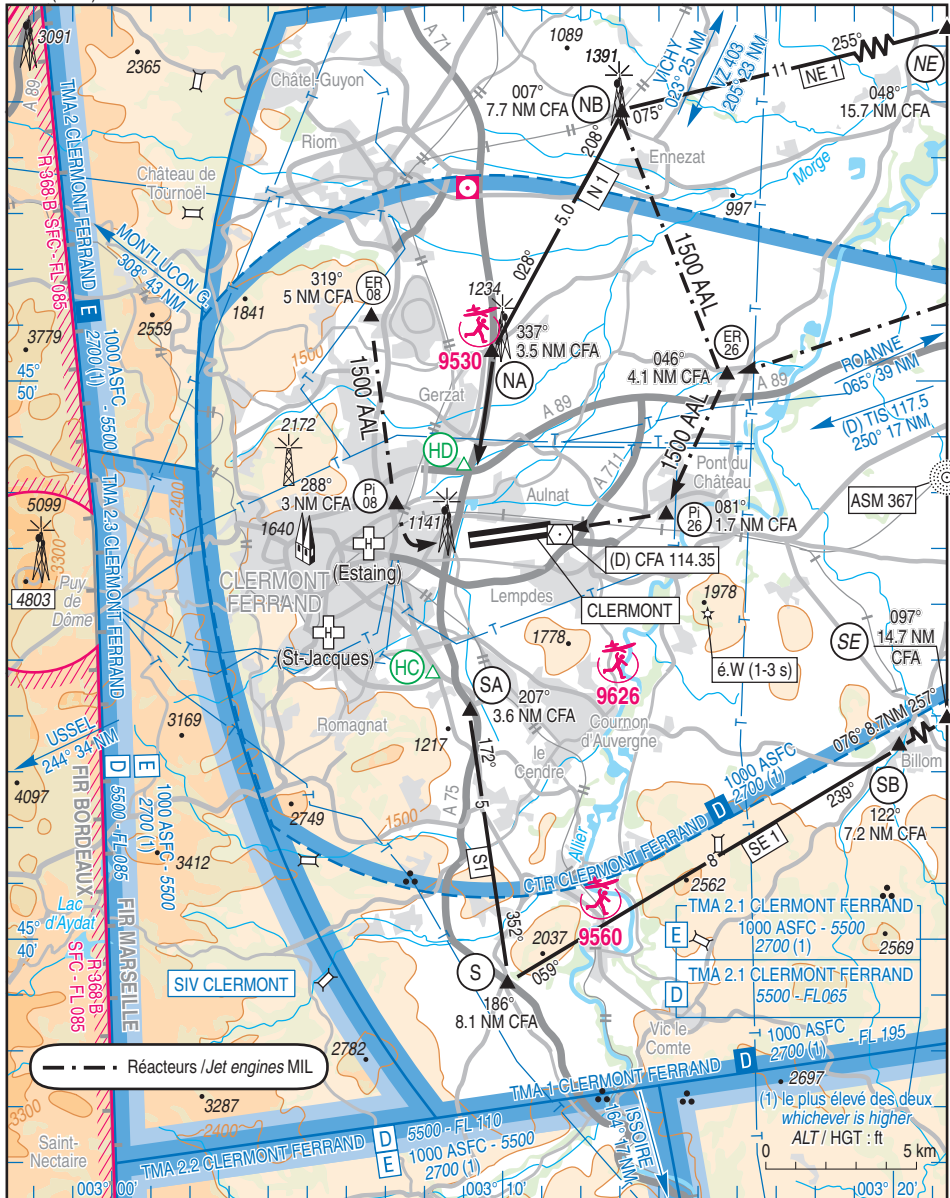 3091
2365
1089
1391
A 71
A 89
Châtel-Guyon
007°
7.7 NM CFA
NB
VICHY
023° 25 NM
VZ 403
205° 23 NM
255°
11
NE 1
NE
048°
15.7 NM CFA
075°
208°
Riom
Ennezat
Morge
TMA 2 CLERMONT FERRAND
R 368 B SFC - FL 085
Château de
Tournoël
N 1
5.0
028°
997
MONTLUCON G.
308° 43 NM
319°
5 NM CFA
ER
08
1234
1841
2559
3779
E
1000 ASFC - 5500
2700 (1)
1500
9530
337°
3.5 NM CFA
NA
1500 AAL
046°
4.1 NM CFA
ER
26
ROANNE
065° 39 NM
45°
50'
1500 AAL
Gerzat
A 89
A 89
(D) TIS 117.5
250° 17 NM
2172
HD
A 711
1500 AAL
Pont du
Château
2400
TMA 2.3 CLERMONT FERRAND
288°
3 NM CFA
Pi
08
Aulnat
ASM 367
5099
3300
1640
1141
081°
1.7 NM CFA
Pi
26
4803
Puy
de
Dôme
CLERMONT
FERRAND
(Estaing)
(D) CFA 114.35
Lempdes
CLERMONT
1978
1778
097°
14.7 NM
CFA
SE
(St-Jacques)
HC
é.W (1-3 s)
9626
SA
207°
3.6 NM CFA
Romagnat
1217
Cournon
d'Auvergne
le
Cendre
USSEL
244° 34 NM
3169
172°
076° 8.7NM 257°
1000 ASFC
2700 (1)
Billom
4097
D
E
FIR BORDEAUX
FIR MARSEILLE
5500 - FL085
1000 ASFC - 5500
2700 (1)
2749
1500
A 75
5
S1
Allier
D
SB
122°
7.2 NM CFA
239°
3412
CTR CLERMONT FERRAND
8
SE 1
2562
Lac
d'Aydat
352°
9560
TMA 2.1 CLERMONT FERRAND
E
1000 ASFC - 5500
2700 (1)
2569
45°
40'
2037
R 368 B
SFC - FL 085
SIV CLERMONT
S
059°
TMA 2.1 CLERMONT FERRAND
D
5500 - FL065
186°
8.1 NM CFA
Vic le
Comte
2782
Réacteurs / Jet engines MIL
1000 ASFC
2700 (1)
- FL 195
D
TMA 1 CLERMONT FERRAND
2697
3287
3300
2400
(1) le plus élevé des deux
whichever is higher
ALT / HGT : ft
Saint-
Nectaire
TMA 2.2 CLERMONT FERRAND
D
E
5500 - FL 110
1000 ASFC - 5500
2700 (1)
ISSOIRE
164° 17 NM
0
5 km
003° 00'
003° 10'
003° 20'